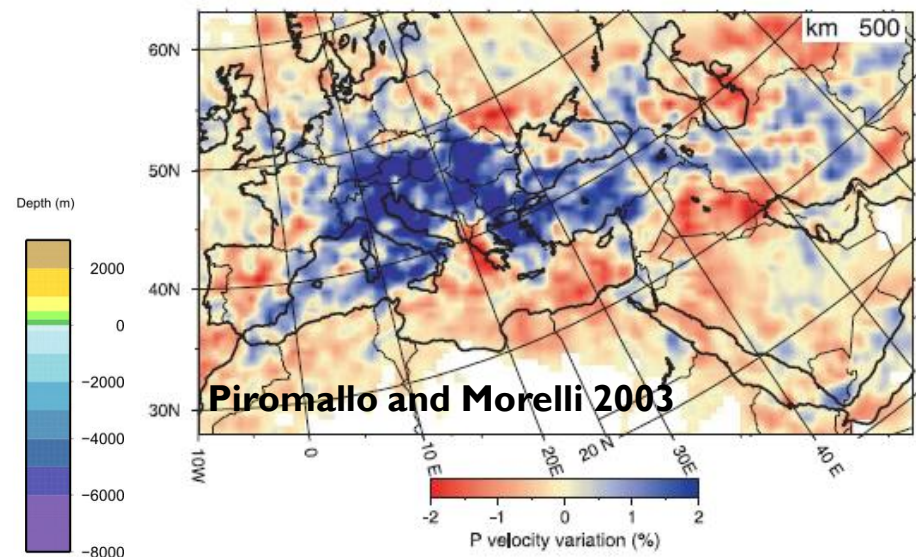 km 500
60N
50N
40N
30N
Piromallo and Morelli 2003
10W
0
10 E
20E
20 N
30E
40 E
-2
-1
0
1
2
P velocity variation (%)
Depth (m)
2000
0
−2000
−4000
−6000
−8000